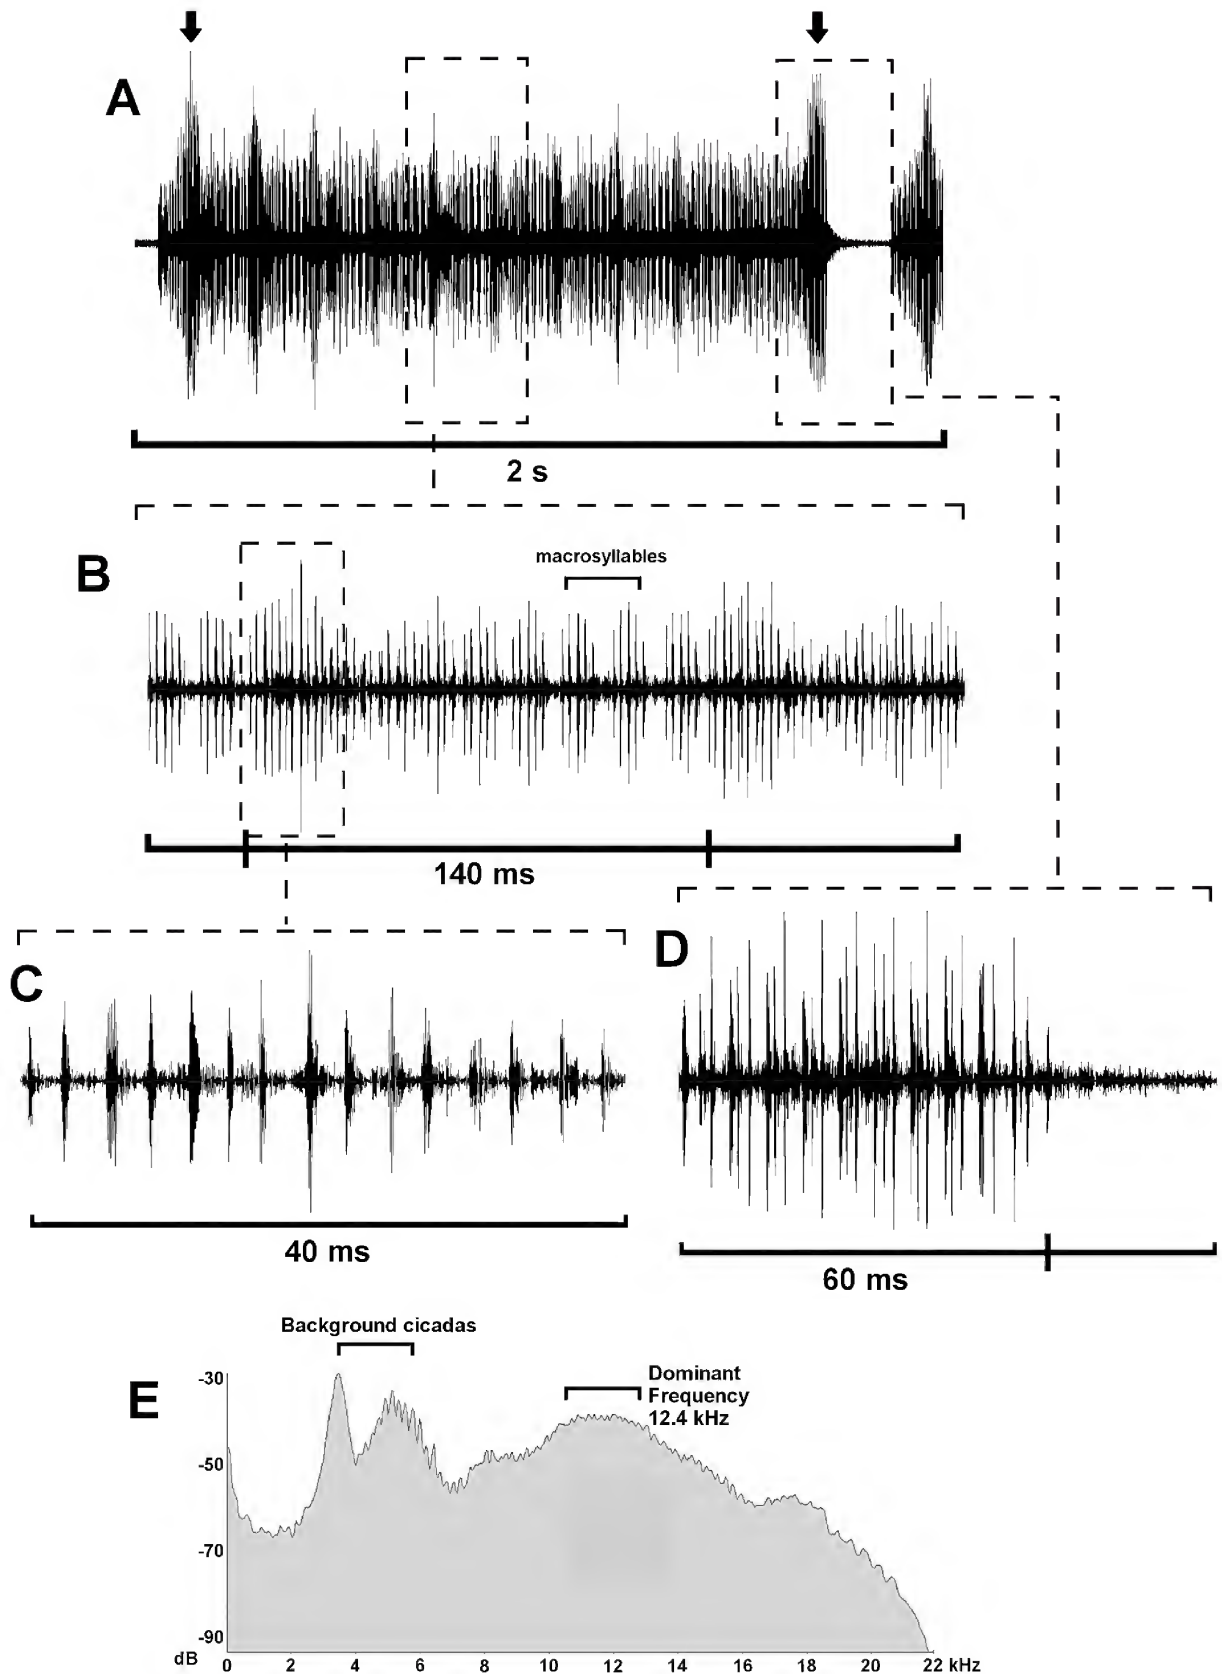 A
2 s
B
macrosyllables
140 ms
C
D
40 ms
60 ms
Background cicadas
E
Dominant
Frequency
12.4 kHz
-30
-50
-70
-90
dB
0 2 4 6 8 10 12 14 16 18 20 22 kHz